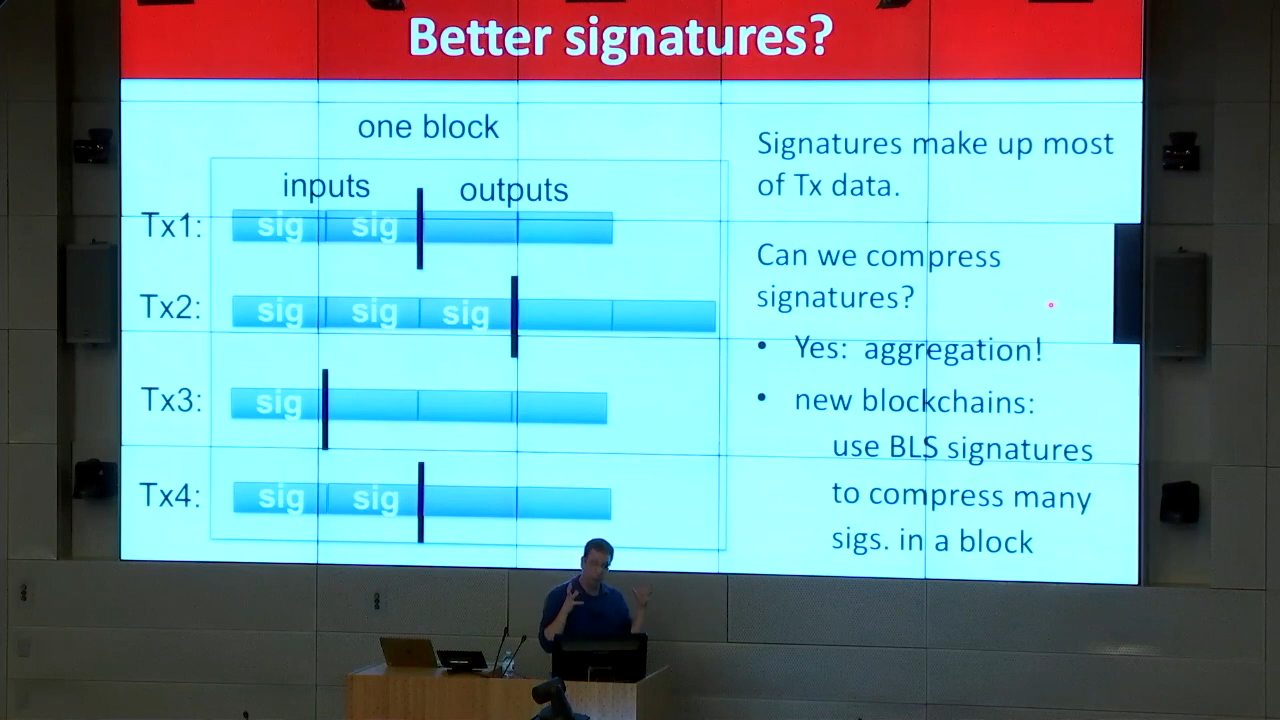 Better signatures?
one block
inputs outputs
Tx1: sig sig
Tx2: sig sig sig
Tx3: sig
Tx4: sig sig
Signatures make up most
of Tx data.
Can we compress
signatures?
• Yes: aggregation!
• new blockchains:
use BLS signatures
to compress many
sigs. in a block